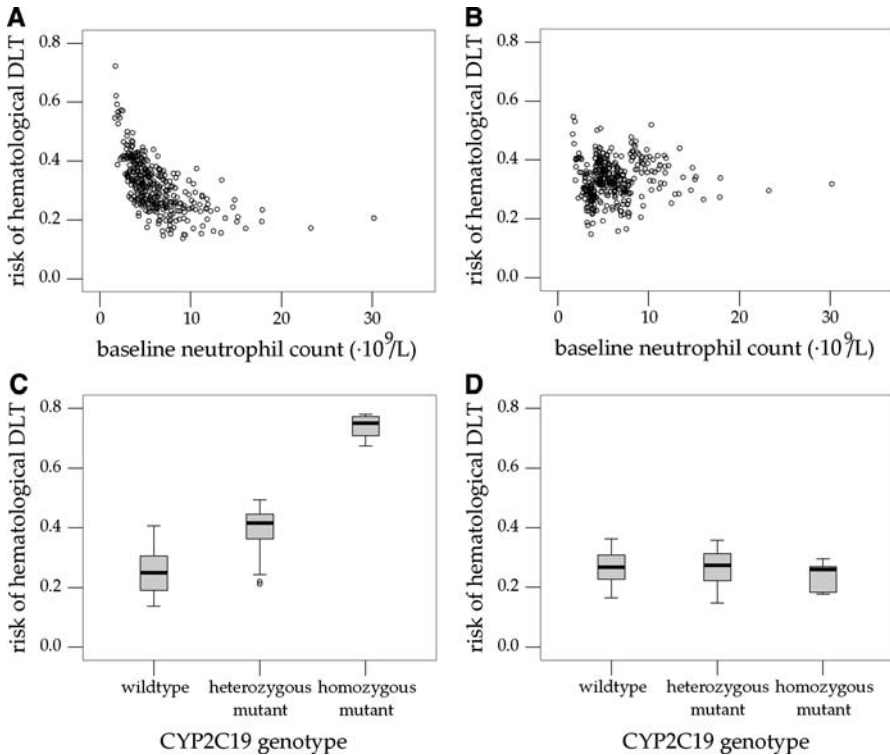 A
risk of hematological DLT
0.8
0.6
0.4
0.2
0.0
0
10
20
30
baseline neutrophil count (·10⁹/L)
B
risk of hematological DLT
0.8
0.6
0.4
0.2
0.0
0
10
20
30
baseline neutrophil count (·10⁹/L)
C
risk of hematological DLT
0.8
0.6
0.4
0.2
0.0
wildtype
heterozygous
mutant
homozygous
mutant
CYP2C19 genotype
D
risk of hematological DLT
0.8
0.6
0.4
0.2
0.0
wildtype
heterozygous
mutant
homozygous
mutant
CYP2C19 genotype